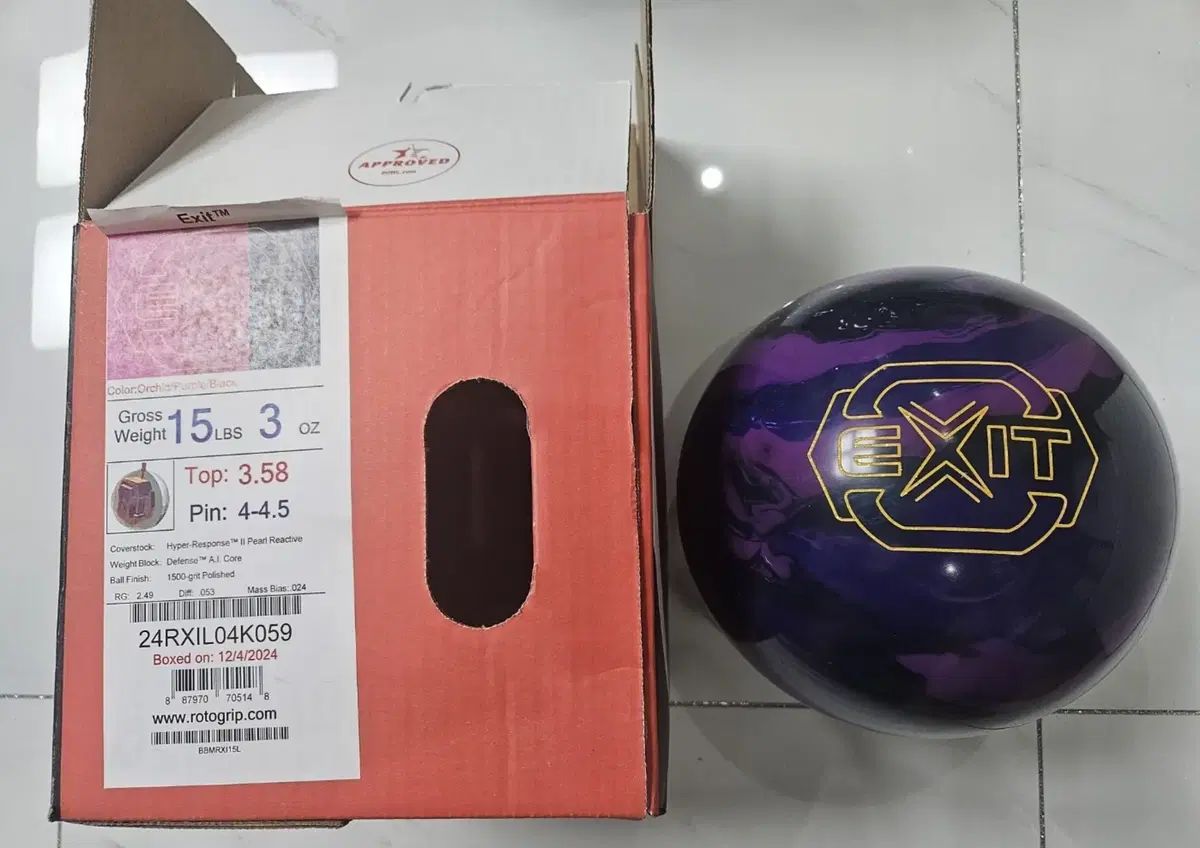 APPROVED
Exit™
Color:Orchid/Purple/Black
Gross Weight 15 LBS 3 OZ
Top: 3.58
Pin: 4-4.5
Coverstock: Hyper-Response™ II Pearl Reactive
Weight Block: Defense™ A.I. Core
Ball Finish: 1500-grit Polished
RG: 2.49 Diff: .053 Mass Bias: .024
24RXIL04K059
Boxed on: 12/4/2024
8 87970 70514 8
www.rotogrip.com
BBMRXI15L
EXIT